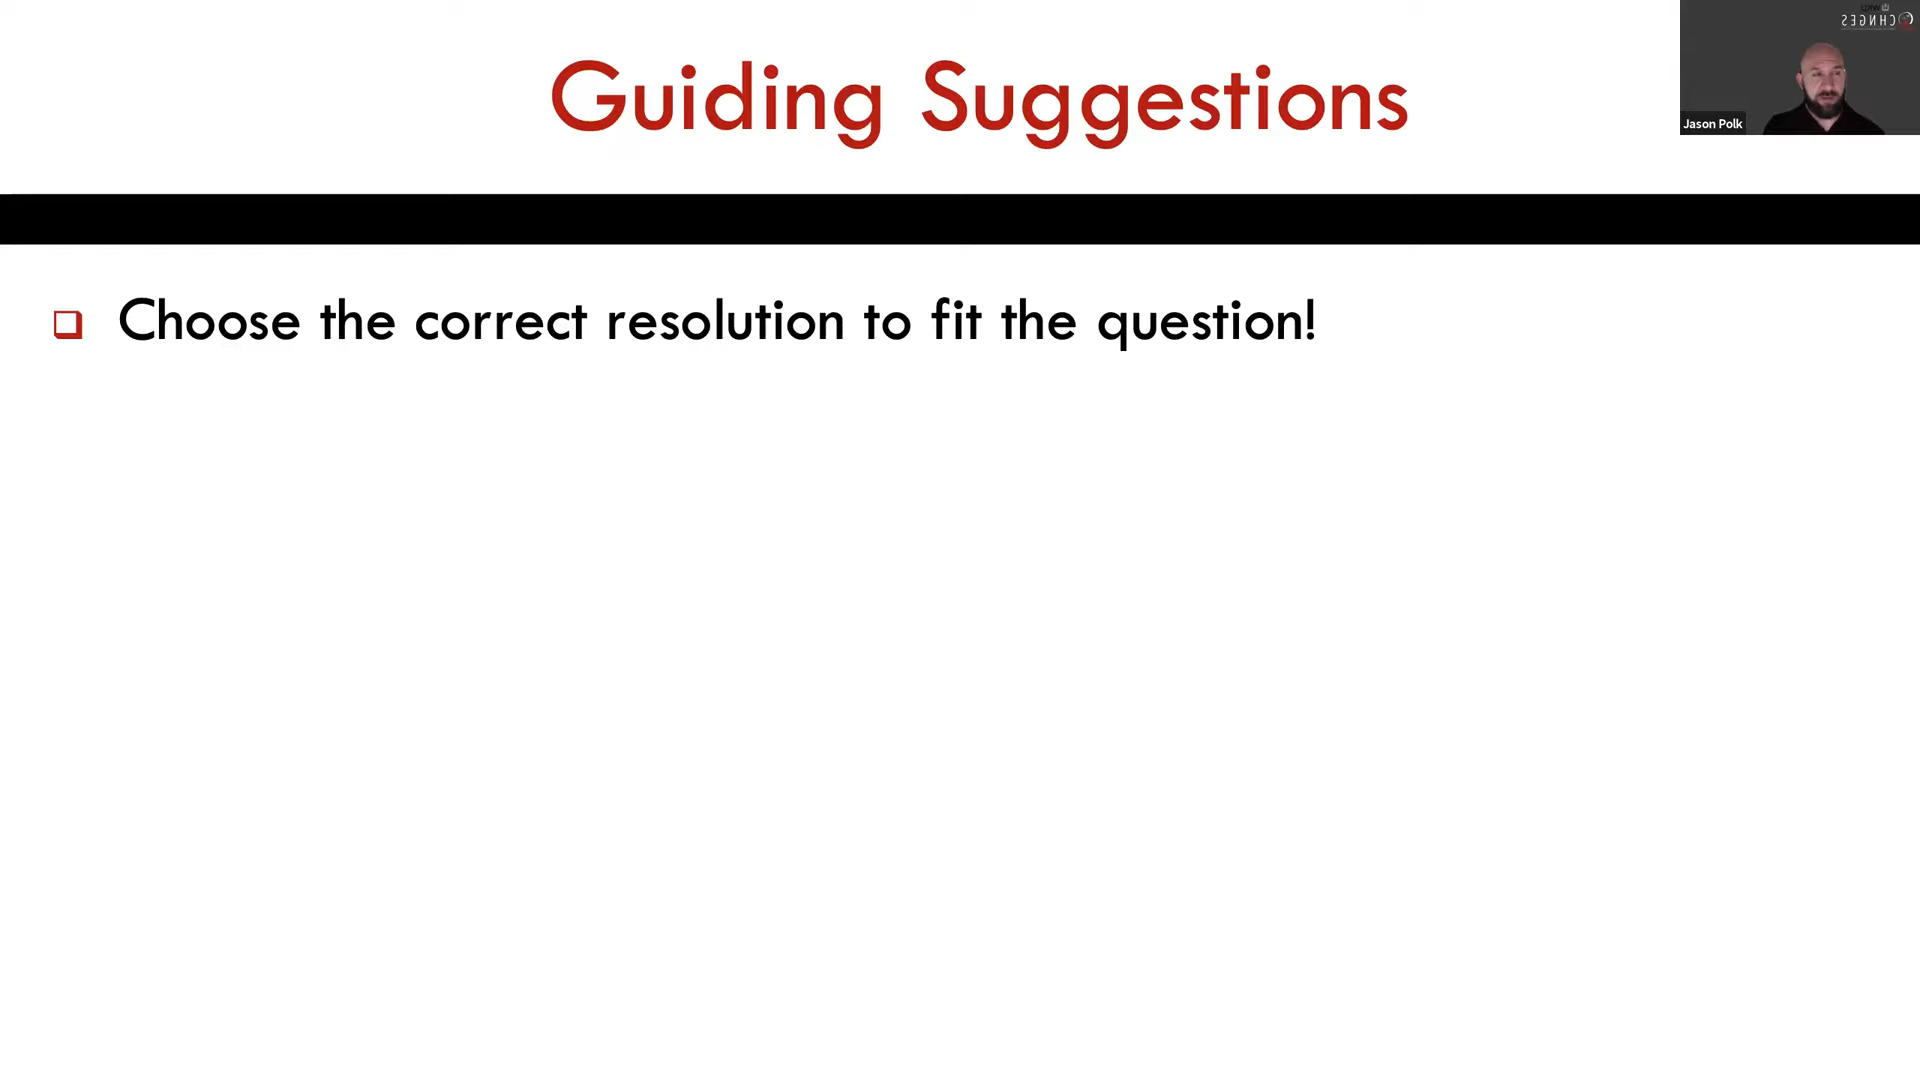 Guiding Suggestions
Jason Polk
Choose the correct resolution to fit the question!